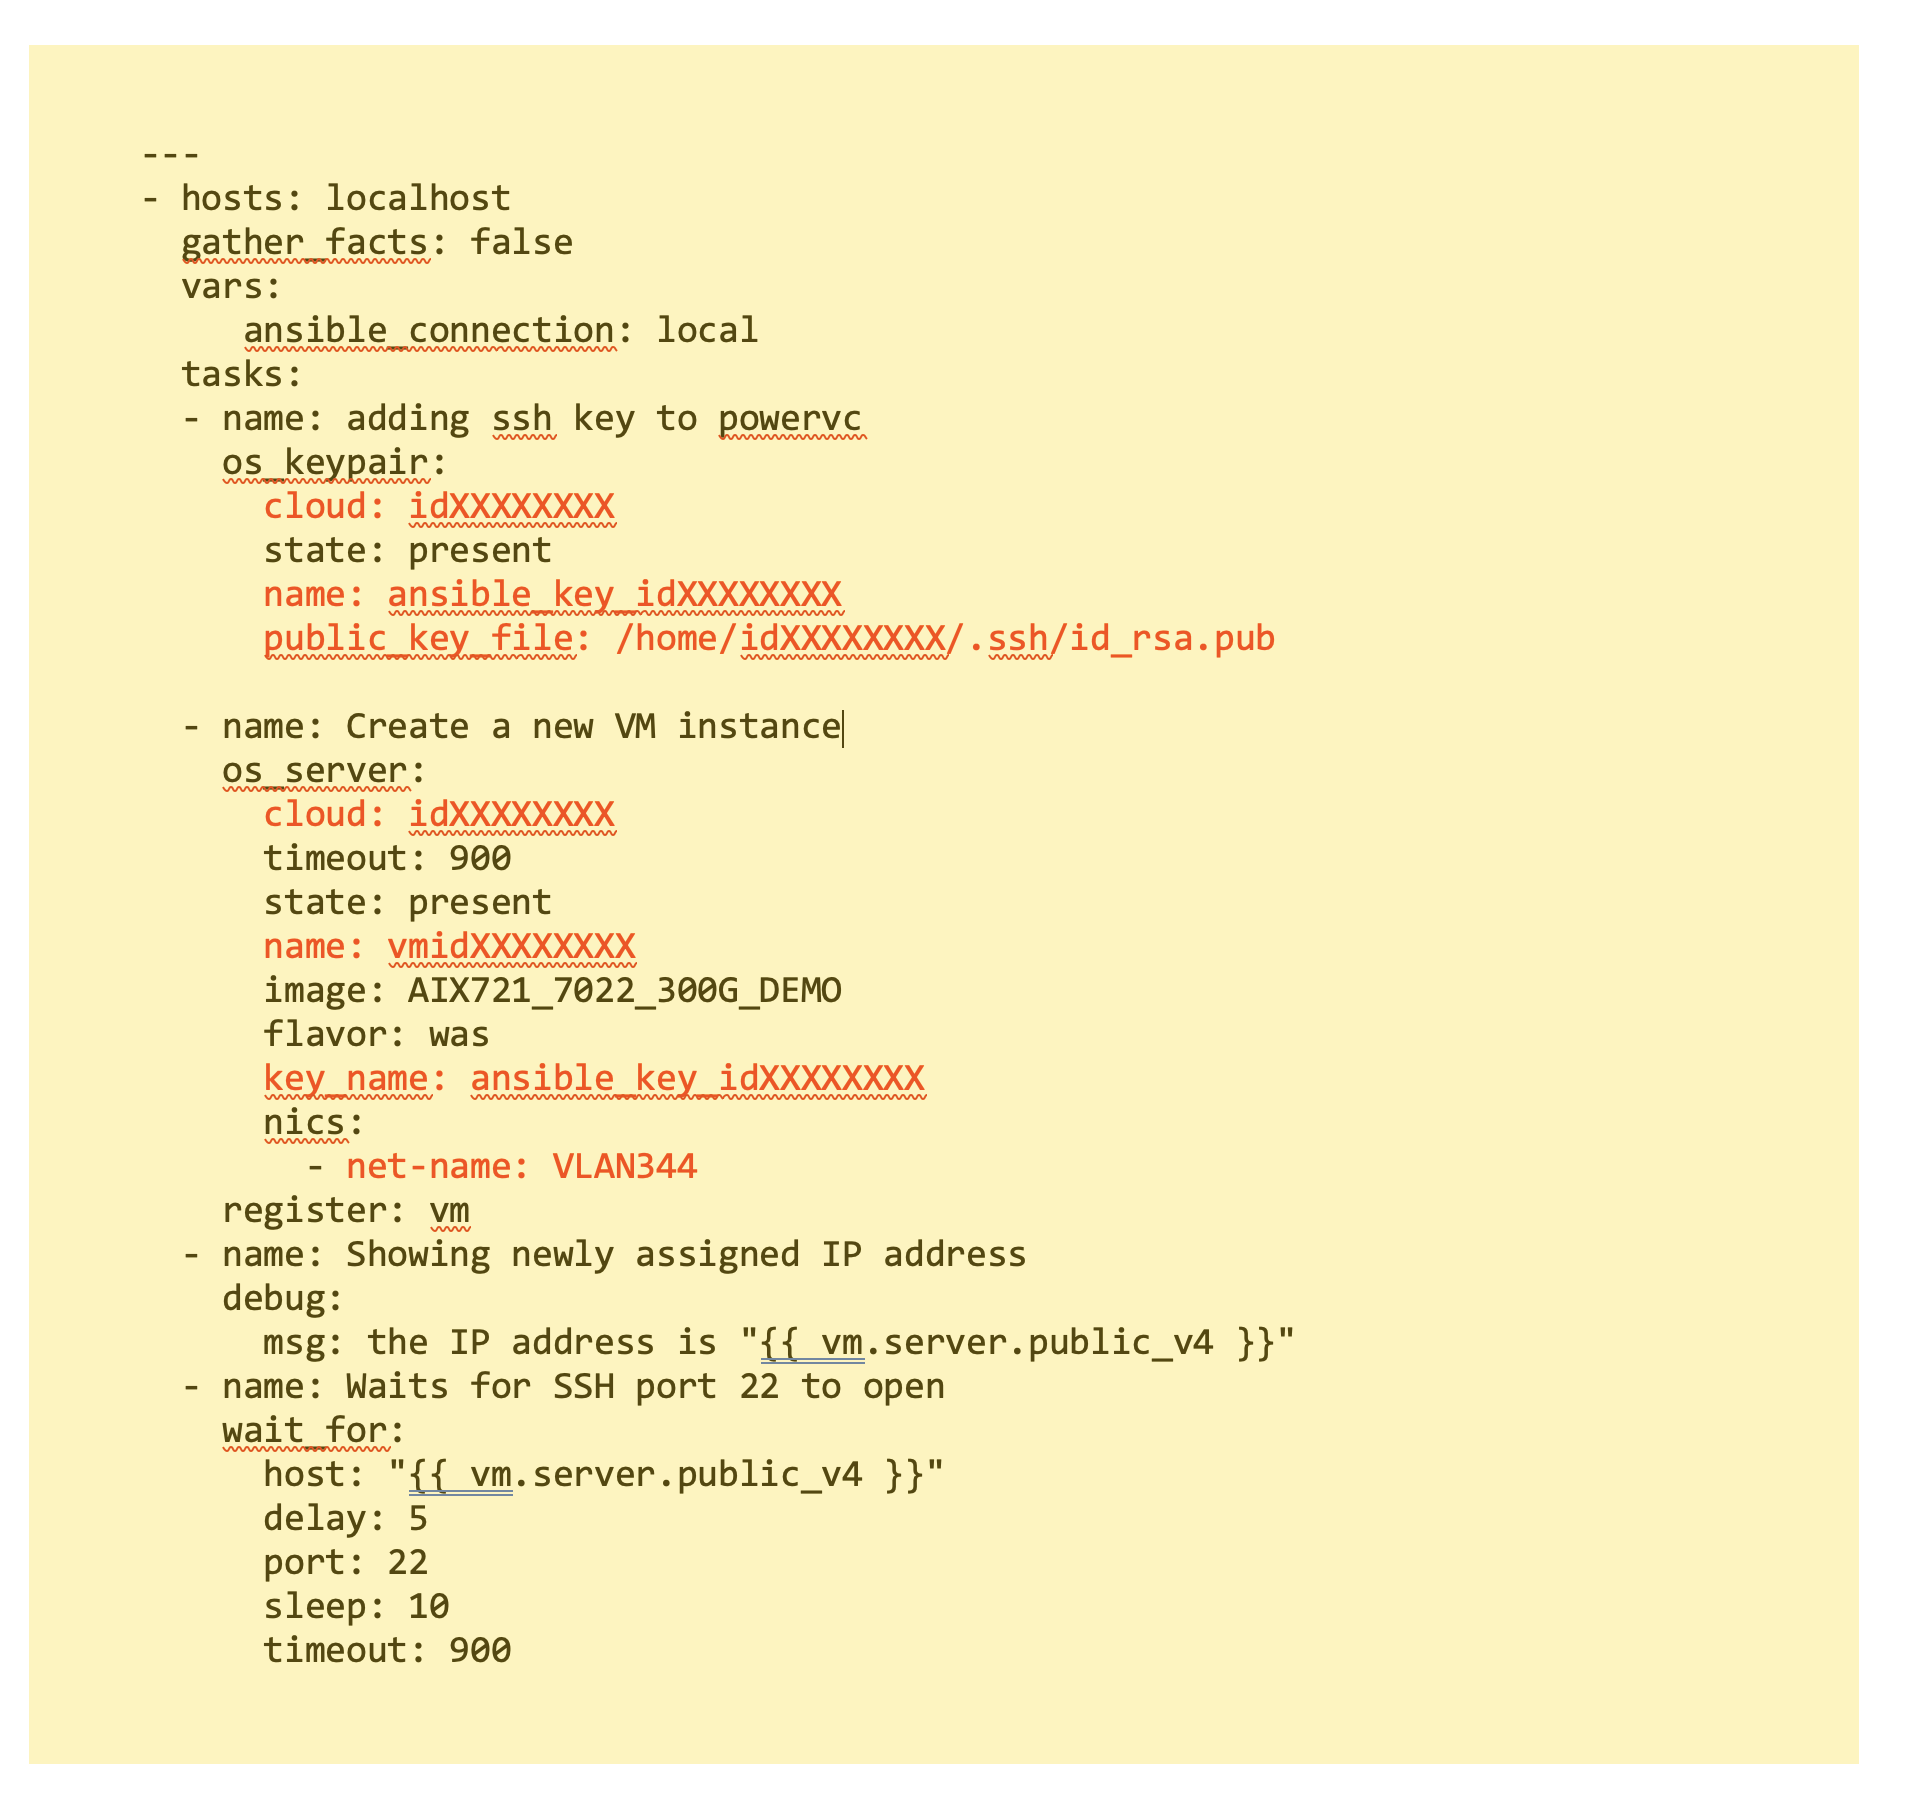 ---
- hosts: localhost
  gather_facts: false
  vars:
     ansible_connection: local
  tasks:
  - name: adding ssh key to powervc
    os_keypair:
      cloud: idXXXXXXXX
      state: present
      name: ansible_key_idXXXXXXXX
      public_key_file: /home/idXXXXXXXX/.ssh/id_rsa.pub

  - name: Create a new VM instance
    os_server:
      cloud: idXXXXXXXX
      timeout: 900
      state: present
      name: vmidXXXXXXXX
      image: AIX721_7022_300G_DEMO
      flavor: was
      key_name: ansible_key_idXXXXXXXX
      nics:
        - net-name: VLAN344
    register: vm
  - name: Showing newly assigned IP address
    debug:
      msg: the IP address is "{{ vm.server.public_v4 }}"
  - name: Waits for SSH port 22 to open
    wait_for:
      host: "{{ vm.server.public_v4 }}"
      delay: 5
      port: 22
      sleep: 10
      timeout: 900